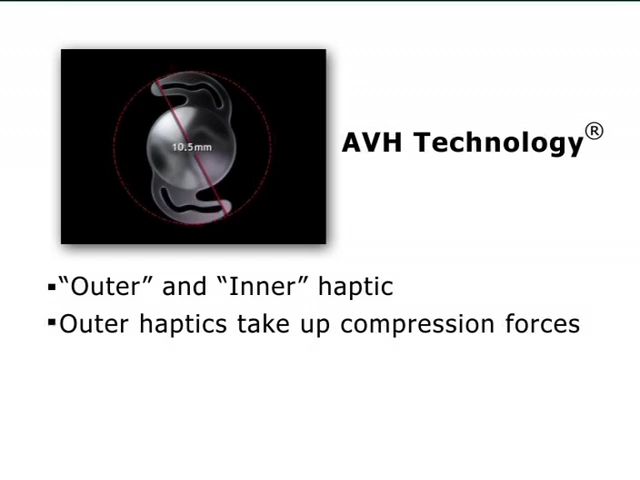 10.5mm
AVH Technology®
▪“Outer” and “Inner” haptic
▪Outer haptics take up compression forces